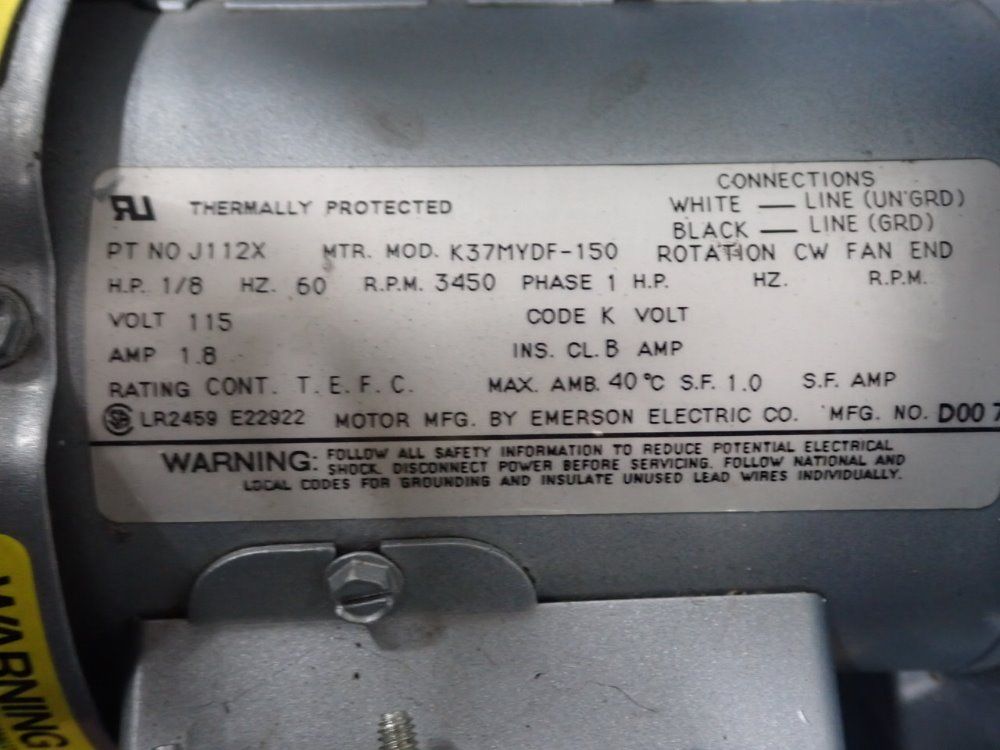 CONNECTIONS
THERMALLY PROTECTED WHITE — LINE (UN'GRD)
BLACK — LINE (GRD)
PT NO J112X MTR. MOD. K37MYDF-150 ROTATION CW FAN END
H.P. 1/8 HZ. 60 R.P.M. 3450 PHASE 1 H.P. HZ. R.P.M.
VOLT 115 CODE K VOLT
AMP 1.8 INS. CL. B AMP
RATING CONT. T.E.F.C. MAX. AMB. 40°C S.F. 1.0 S.F. AMP
LR2459 E22922 MOTOR MFG. BY EMERSON ELECTRIC CO. MFG. NO. D00 7
WARNING: FOLLOW ALL SAFETY INFORMATION TO REDUCE POTENTIAL ELECTRICAL
SHOCK. DISCONNECT POWER BEFORE SERVICING. FOLLOW NATIONAL AND
LOCAL CODES FOR GROUNDING AND INSULATE UNUSED LEAD WIRES INDIVIDUALLY.
WARNING